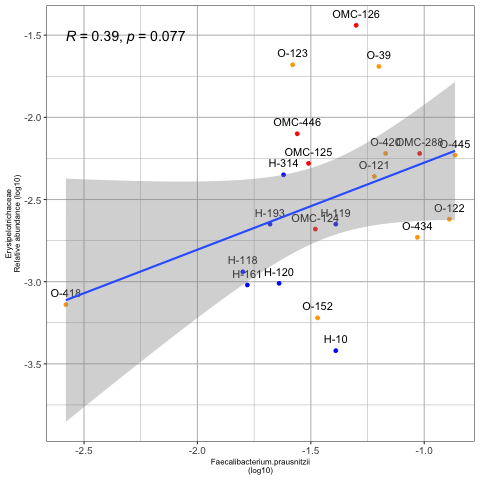 OMC-126
R = 0.39, p = 0.077
O-123
O-39
OMC-446
O-420
OMC-288
O-445
OMC-125
H-314
O-121
H-193
H-119
OMC-124
O-122
O-434
H-118
H-161
H-120
O-418
O-152
H-10
-1.5
-2.0
-2.5
-3.0
-3.5
Erysipelotrichaceae
Relative abundance (log10)
-2.5 -2.0 -1.5 -1.0
Faecalibacterium.prausnitzii
(log10)